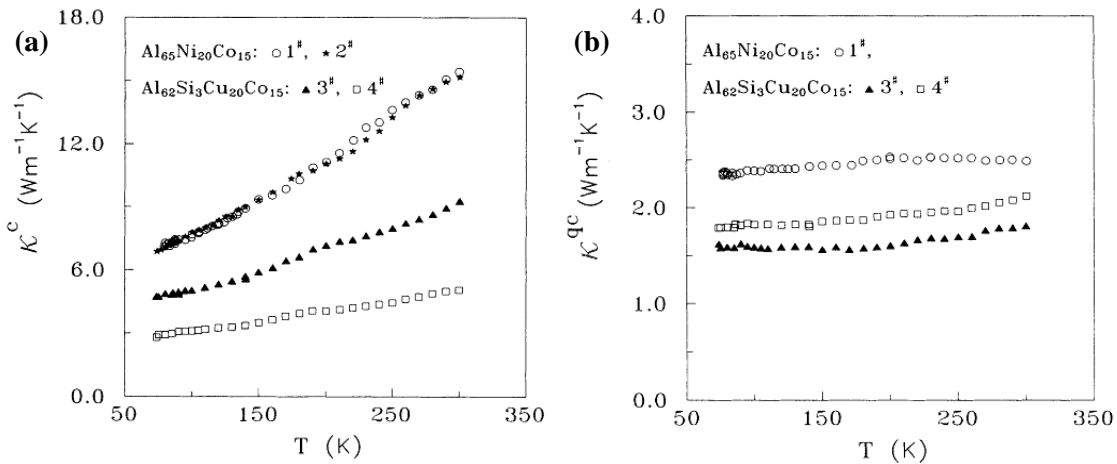 (a)
18.0
Al₆₅Ni₂₀Co₁₅: ○ 1♯, ★ 2♯
Al₆₂Si₃Cu₂₀Co₁₅: ▲ 3♯, □ 4♯
12.0
6.0
0.0
κᶜ (Wm⁻¹K⁻¹)
50 150 250 350
T (K)
(b)
4.0
Al₆₅Ni₂₀Co₁₅: ○ 1♯,
Al₆₂Si₃Cu₂₀Co₁₅: ▲ 3♯, □ 4♯
3.0
2.0
1.0
0.0
κ^qc (Wm⁻¹K⁻¹)
50 150 250 350
T (K)